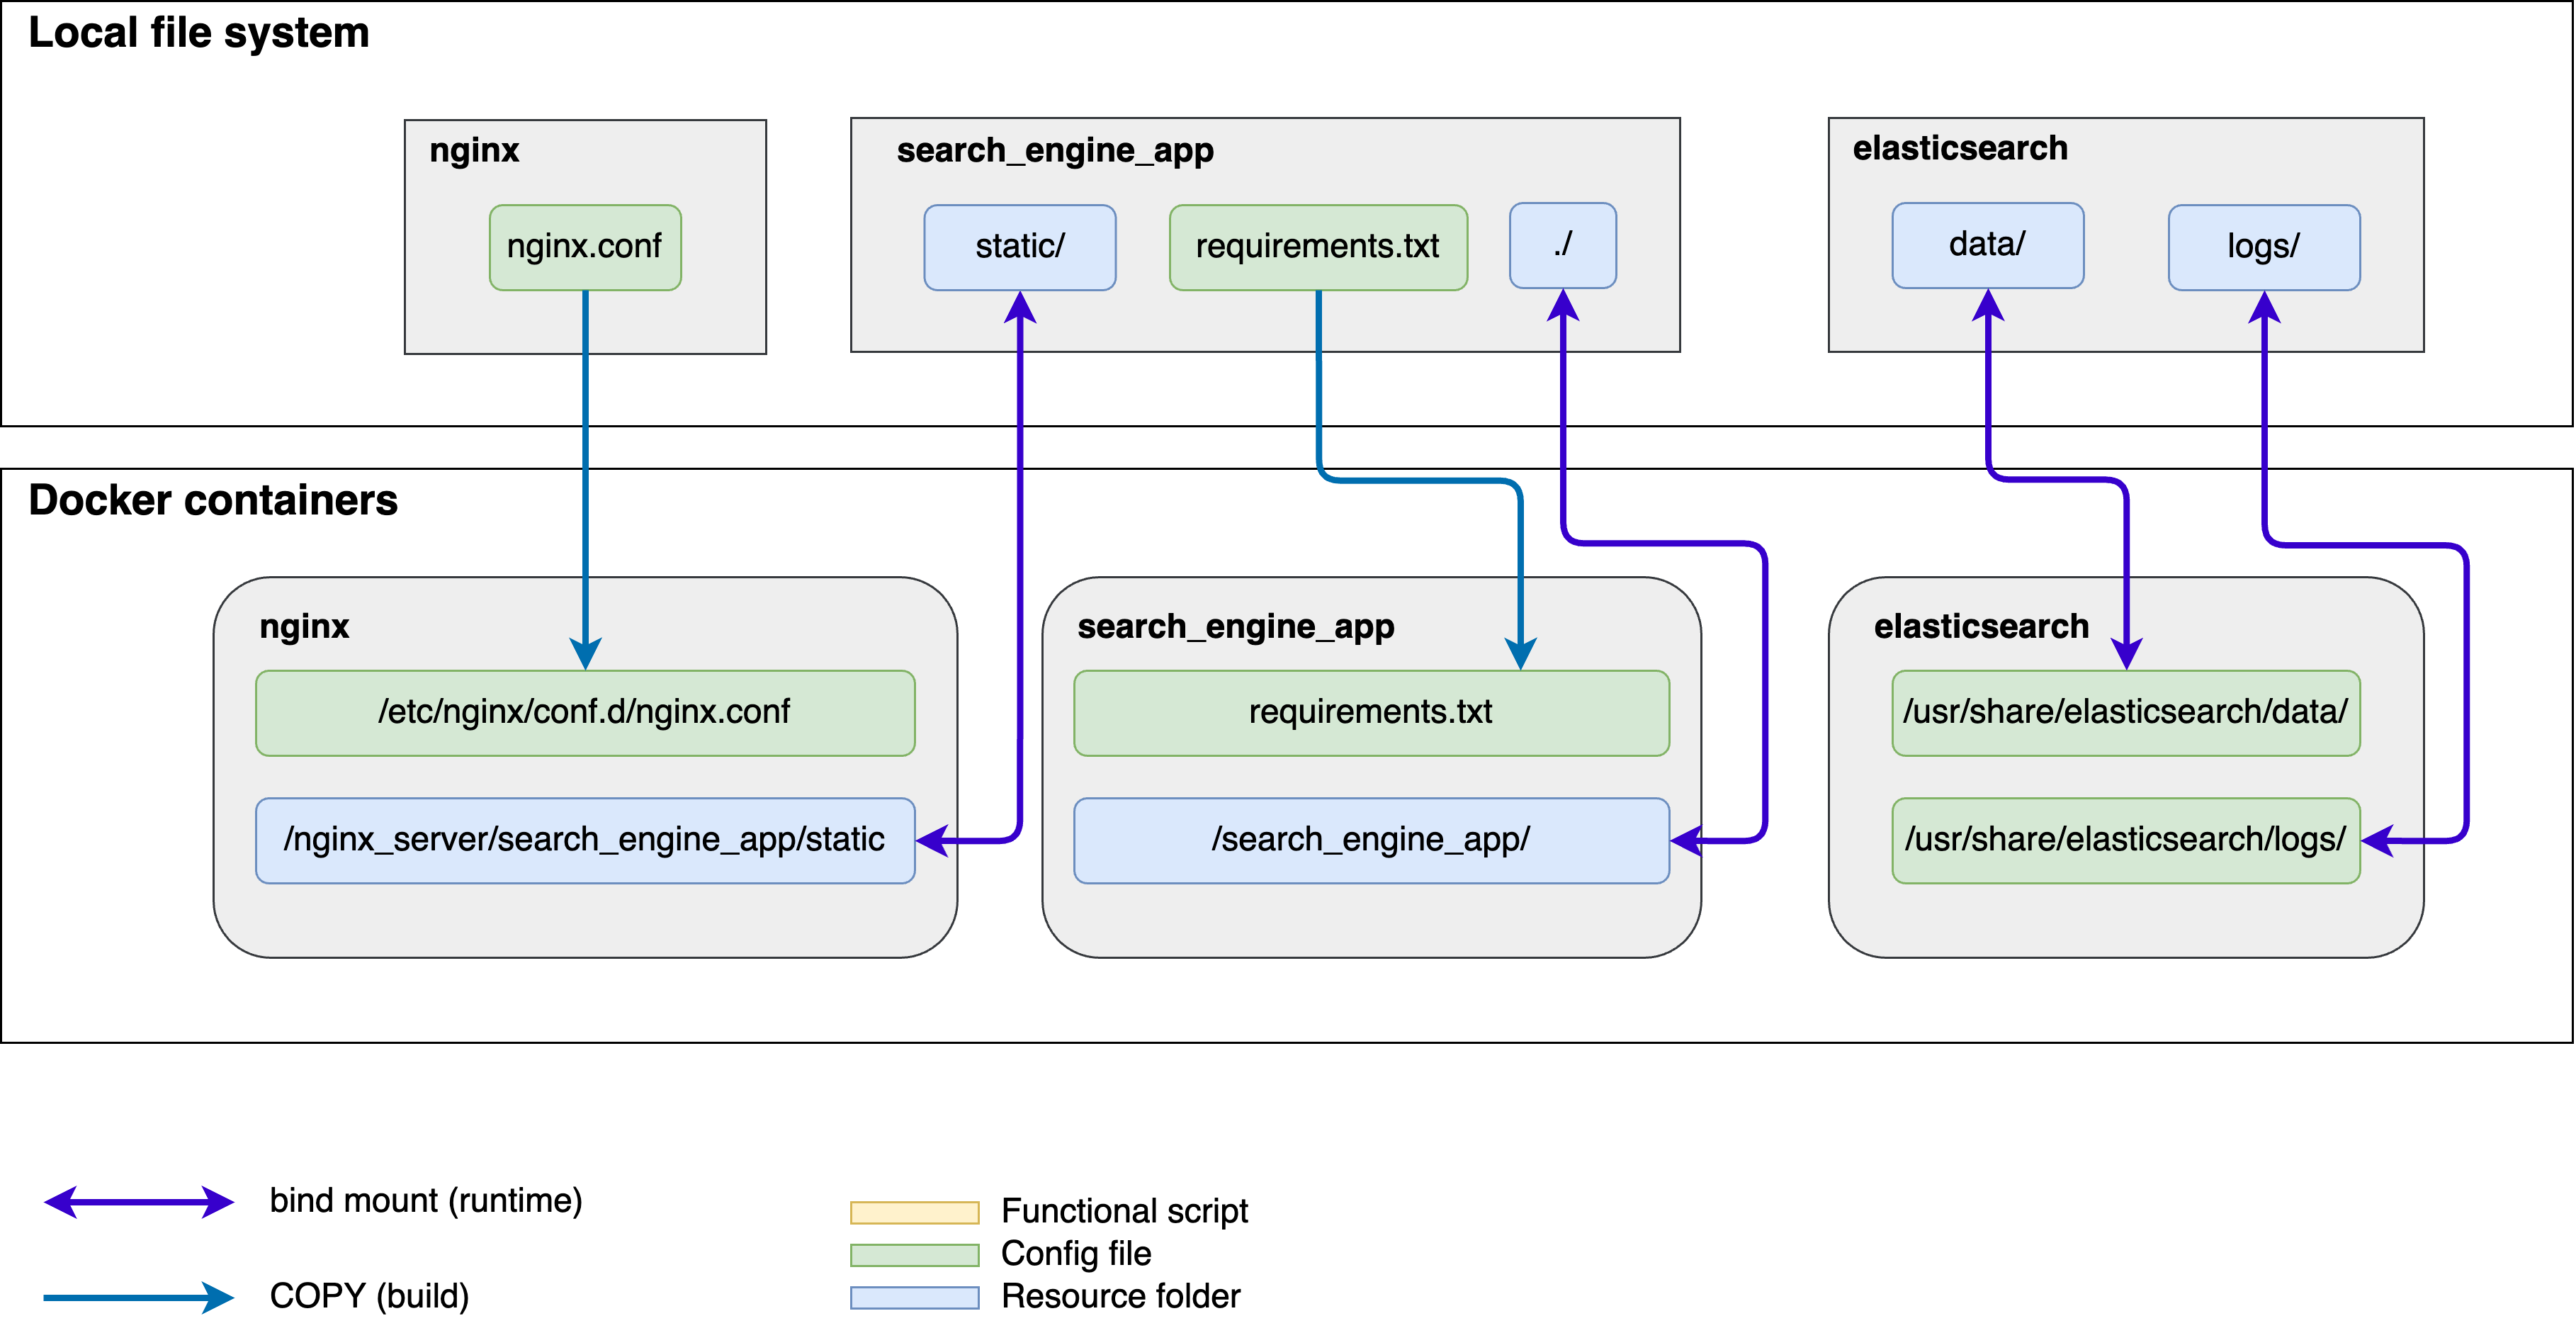 Local file system
nginx
nginx.conf
search_engine_app
static/
requirements.txt
./
elasticsearch
data/
logs/
Docker containers
nginx
/etc/nginx/conf.d/nginx.conf
/nginx_server/search_engine_app/static
search_engine_app
requirements.txt
/search_engine_app/
elasticsearch
/usr/share/elasticsearch/data/
/usr/share/elasticsearch/logs/
bind mount (runtime)
COPY (build)
Functional script
Config file
Resource folder